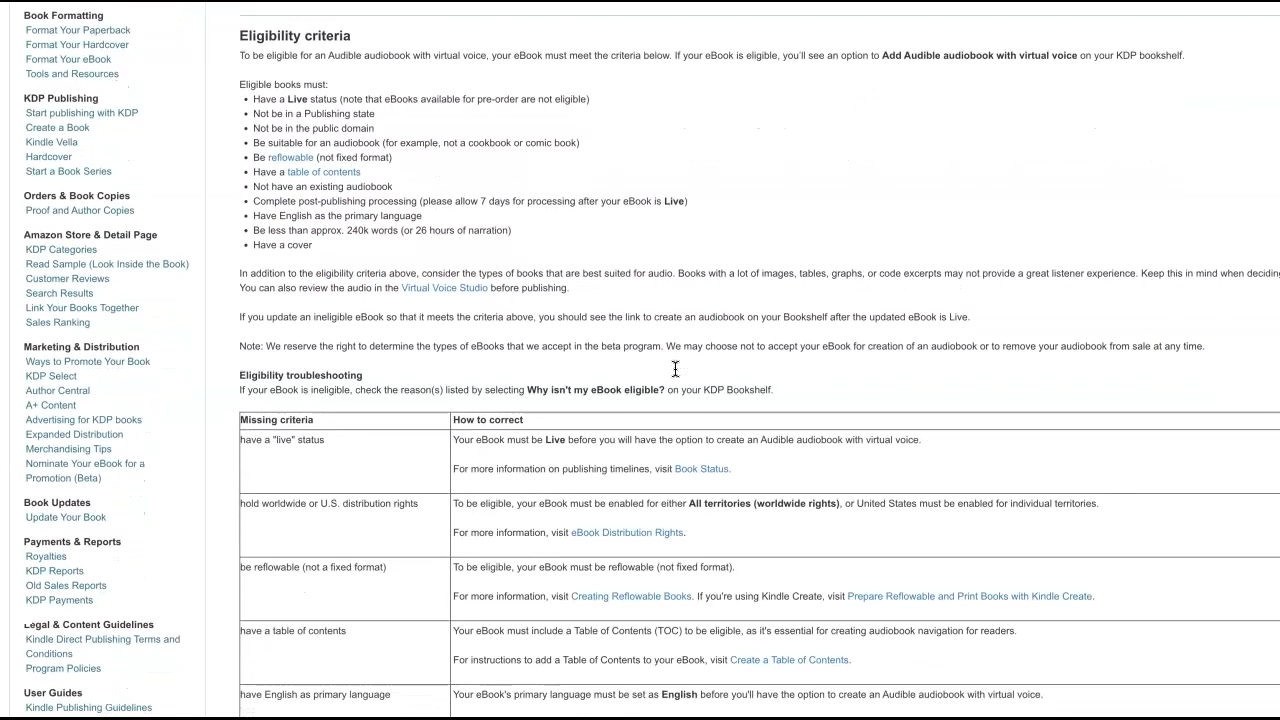 Book Formatting
Format Your Paperback
Format Your Hardcover
Format Your eBook
Tools and Resources
KDP Publishing
Start publishing with KDP
Create a Book
Kindle Vella
Hardcover
Start a Book Series
Orders & Book Copies
Proof and Author Copies
Amazon Store & Detail Page
KDP Categories
Read Sample (Look Inside the Book)
Customer Reviews
Search Results
Link Your Books Together
Sales Ranking
Marketing & Distribution
Ways to Promote Your Book
KDP Select
Author Central
A+ Content
Advertising for KDP books
Expanded Distribution
Merchandising Tips
Nominate Your eBook for a
Promotion (Beta)
Book Updates
Update Your Book
Payments & Reports
Royalties
KDP Reports
Old Sales Reports
KDP Payments
Legal & Content Guidelines
Kindle Direct Publishing Terms and
Conditions
Program Policies
User Guides
Kindle Publishing Guidelines
Eligibility criteria
To be eligible for an Audible audiobook with virtual voice, your eBook must meet the criteria below. If your eBook is eligible, you'll see an option to Add Audible audiobook with virtual voice on your KDP bookshelf.
Eligible books must:
• Have a Live status (note that eBooks available for pre-order are not eligible)
• Not be in a Publishing state
• Not be in the public domain
• Be suitable for an audiobook (for example, not a cookbook or comic book)
• Be reflowable (not fixed format)
• Have a table of contents
• Not have an existing audiobook
• Complete post-publishing processing (please allow 7 days for processing after your eBook is Live)
• Have English as the primary language
• Be less than approx. 240k words (or 26 hours of narration)
• Have a cover
In addition to the eligibility criteria above, consider the types of books that are best suited for audio. Books with a lot of images, tables, graphs, or code excerpts may not provide a great listener experience. Keep this in mind when deciding
You can also review the audio in the Virtual Voice Studio before publishing.
If you update an ineligible eBook so that it meets the criteria above, you should see the link to create an audiobook on your Bookshelf after the updated eBook is Live.
Note: We reserve the right to determine the types of eBooks that we accept in the beta program. We may choose not to accept your eBook for creation of an audiobook or to remove your audiobook from sale at any time.
Eligibility troubleshooting
If your eBook is ineligible, check the reason(s) listed by selecting Why isn't my eBook eligible? on your KDP Bookshelf.
Missing criteria How to correct
have a "live" status Your eBook must be Live before you will have the option to create an Audible audiobook with virtual voice.
For more information on publishing timelines, visit Book Status.
hold worldwide or U.S. distribution rights To be eligible, your eBook must be enabled for either All territories (worldwide rights), or United States must be enabled for individual territories.
For more information, visit eBook Distribution Rights.
be reflowable (not a fixed format) To be eligible, your eBook must be reflowable (not fixed format).
For more information, visit Creating Reflowable Books. If you're using Kindle Create, visit Prepare Reflowable and Print Books with Kindle Create.
have a table of contents Your eBook must include a Table of Contents (TOC) to be eligible, as it's essential for creating audiobook navigation for readers.
For instructions to add a Table of Contents to your eBook, visit Create a Table of Contents.
have English as primary language Your eBook's primary language must be set as English before you'll have the option to create an Audible audiobook with virtual voice.